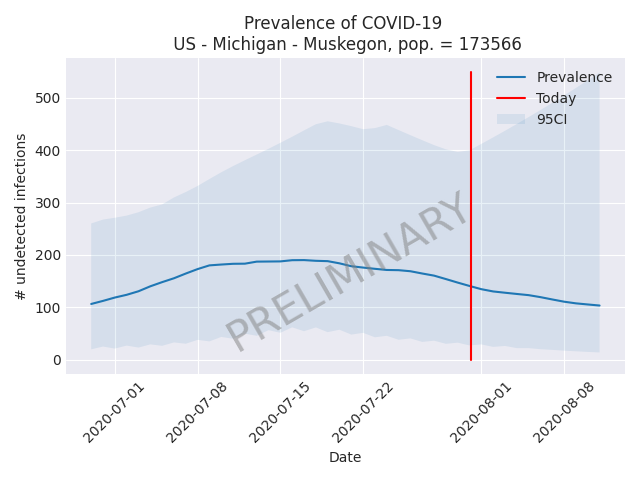 Prevalence of COVID-19
US - Michigan - Muskegon, pop. = 173566
Prevalence
Today
95CI
# undetected infections
500
400
300
200
100
0
PRELIMINARY
2020-07-01
2020-07-08
2020-07-15
2020-07-22
2020-08-01
2020-08-08
Date